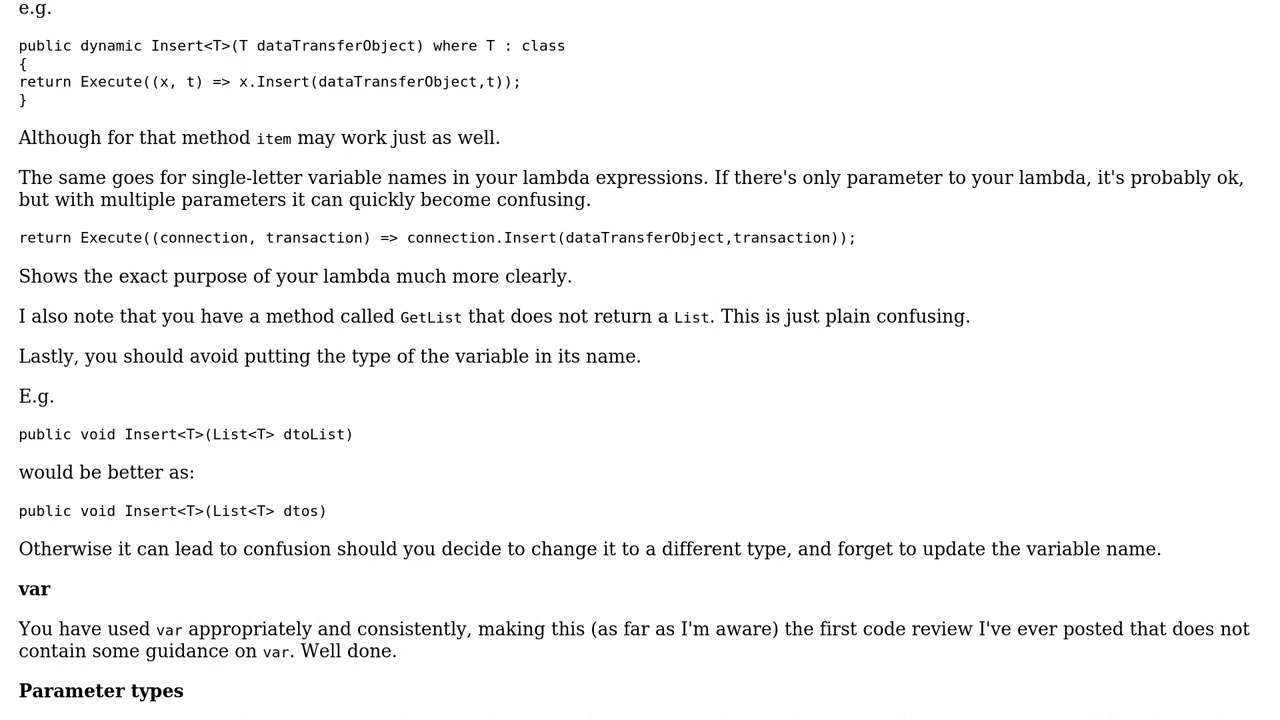 e.g.
public dynamic Insert<T>(T dataTransferObject) where T : class
{
return Execute((x, t) => x.Insert(dataTransferObject,t));
}
Although for that method item may work just as well.
The same goes for single-letter variable names in your lambda expressions. If there's only parameter to your lambda, it's probably ok,
but with multiple parameters it can quickly become confusing.
return Execute((connection, transaction) => connection.Insert(dataTransferObject,transaction));
Shows the exact purpose of your lambda much more clearly.
I also note that you have a method called GetList that does not return a List. This is just plain confusing.
Lastly, you should avoid putting the type of the variable in its name.
E.g.
public void Insert<T>(List<T> dtoList)
would be better as:
public void Insert<T>(List<T> dtos)
Otherwise it can lead to confusion should you decide to change it to a different type, and forget to update the variable name.
var
You have used var appropriately and consistently, making this (as far as I'm aware) the first code review I've ever posted that does not
contain some guidance on var. Well done.
Parameter types